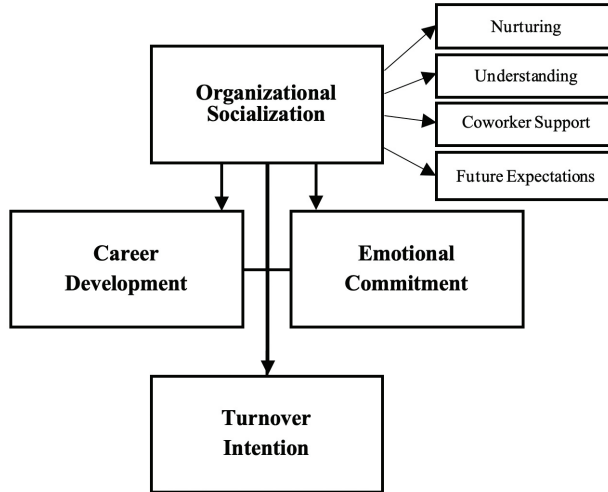 Nurturing
Understanding
Coworker Support
Future Expectations
Organizational
Socialization
Career
Development
Emotional
Commitment
Turnover
Intention